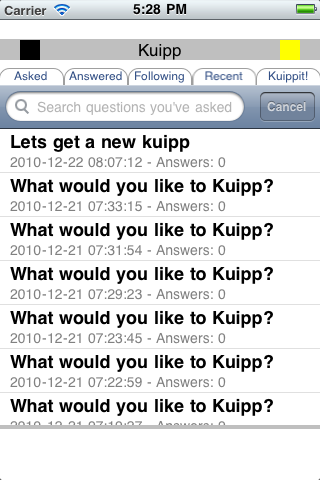 Carrier 5:28 PM
Kuipp
Asked Answered Following Recent Kuippit!
Search questions you've asked Cancel
Lets get a new kuipp
2010-12-22 08:07:12 - Answers: 0
What would you like to Kuipp?
2010-12-21 07:33:15 - Answers: 0
What would you like to Kuipp?
2010-12-21 07:31:54 - Answers: 0
What would you like to Kuipp?
2010-12-21 07:29:23 - Answers: 0
What would you like to Kuipp?
2010-12-21 07:23:45 - Answers: 0
What would you like to Kuipp?
2010-12-21 07:22:59 - Answers: 0
What would you like to Kuipp?
2010-12-21 - Answers: 0